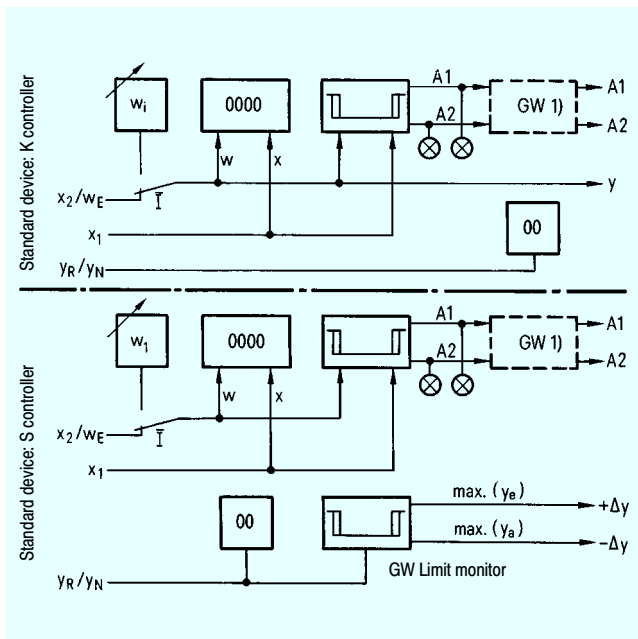 Standard device: K controller
wi
0000
A1
A2
GW 1)
A1
A2
w
x
x2/wE
I
y
x1
00
yR/yN
Standard device: S controller
w1
0000
A1
A2
GW 1)
A1
A2
w
x
x2/wE
I
x1
00
max. (ye)
+Δy
max. (ya)
-Δy
GW Limit monitor
yR/yN